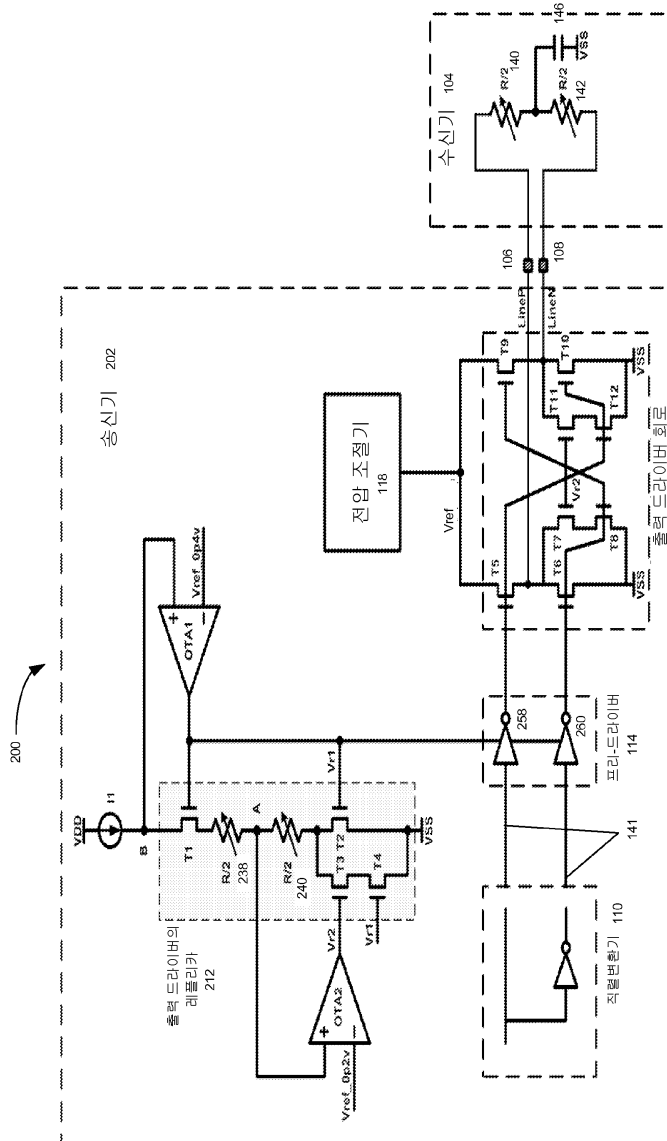 200
송신기 202
VDD
I1
B
OTA1
+
−
Vref_0p4v
출력 드라이버의
레플리카
212
T1
R/2
238
A
R/2
240
T2
T3
T4
Vr1
Vr2
Vr1
VSS
OTA2
+
−
Vref_0p2v
직렬변환기 110
141
프리-드라이버
114
258
260
전압 조절기
118
Vref
T5
T6
T7
T8
T9
T10
T11
T12
Vr2
VSS
VSS
출력 드라이버 회로
LineP
LineN
106
108
수신기 104
R/2
140
R/2
142
146
VSS